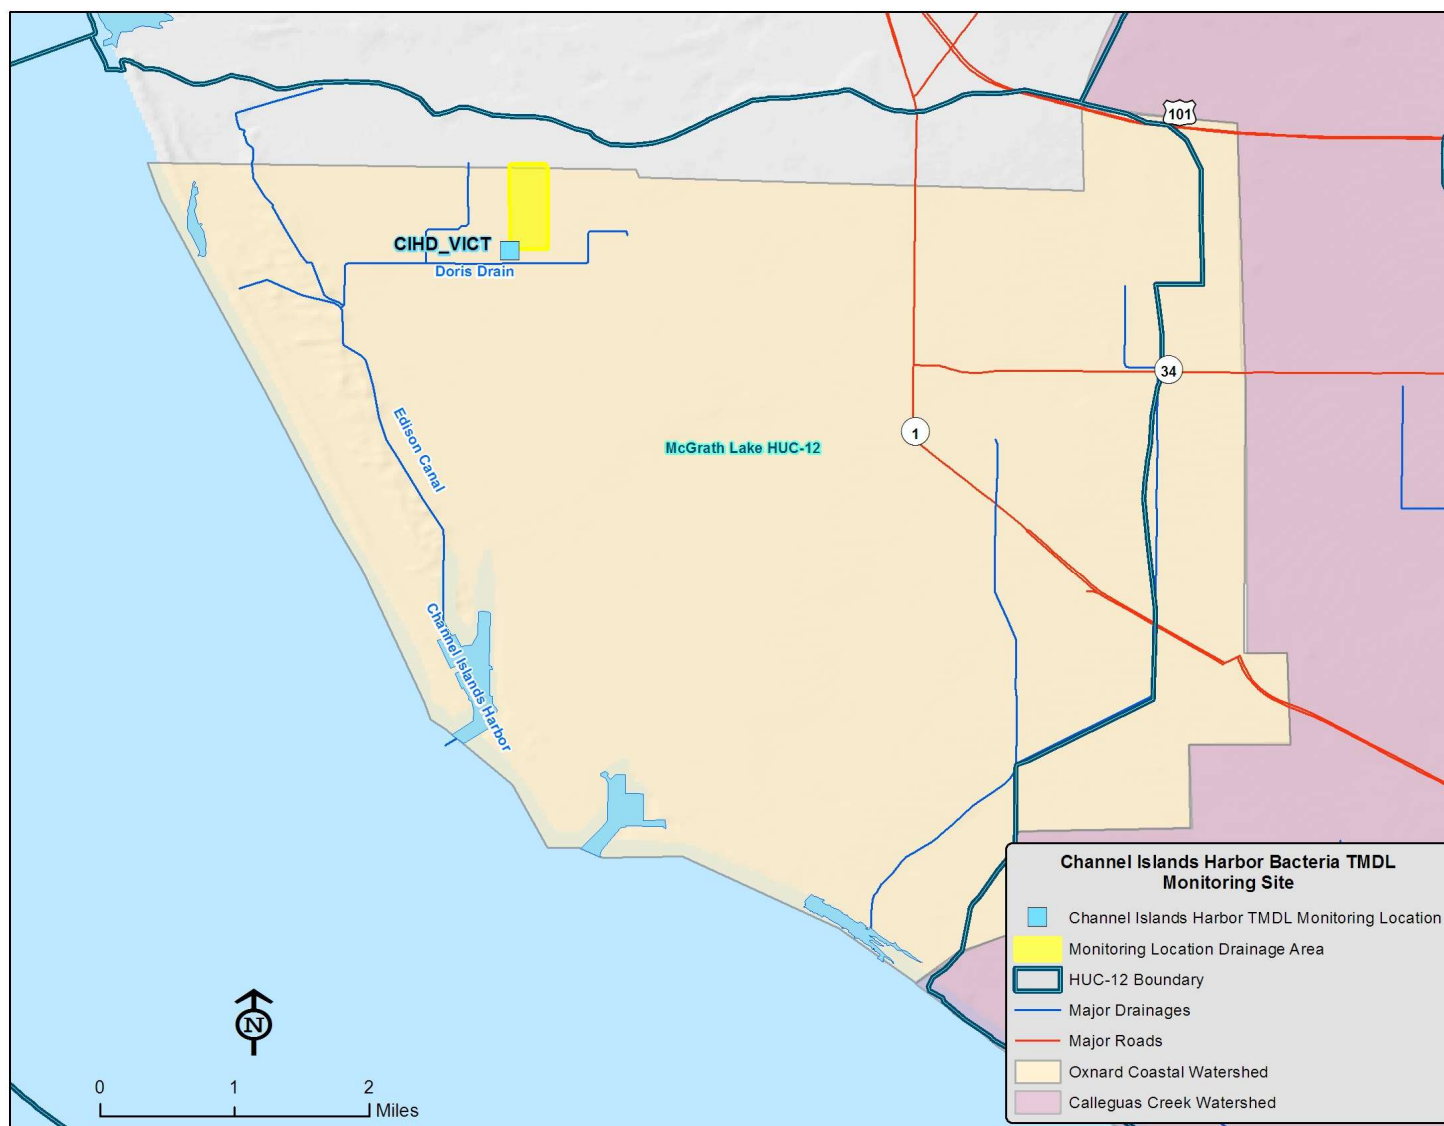 101
CIHD_VICT
Doris Drain
34
1
Edison Canal
McGrath Lake HUC-12
Channel Islands Harbor
Channel Islands Harbor Bacteria TMDL
Monitoring Site
Channel Islands Harbor TMDL Monitoring Location
Monitoring Location Drainage Area
HUC-12 Boundary
Major Drainages
Major Roads
Oxnard Coastal Watershed
Calleguas Creek Watershed
N
0 1 2
Miles